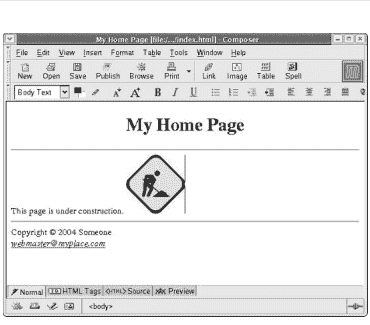 My Home Page [file:/.../index.html] - Composer
File Edit View Insert Format Table Tools Window Help
New Open Save Publish Browse Print Link Image Table Spell
Body Text A A B I U
My Home Page
This page is under construction.
Copyright © 2004 Someone
webmaster@myplace.com
Normal HTML Tags <HTML> Source Preview
<body>